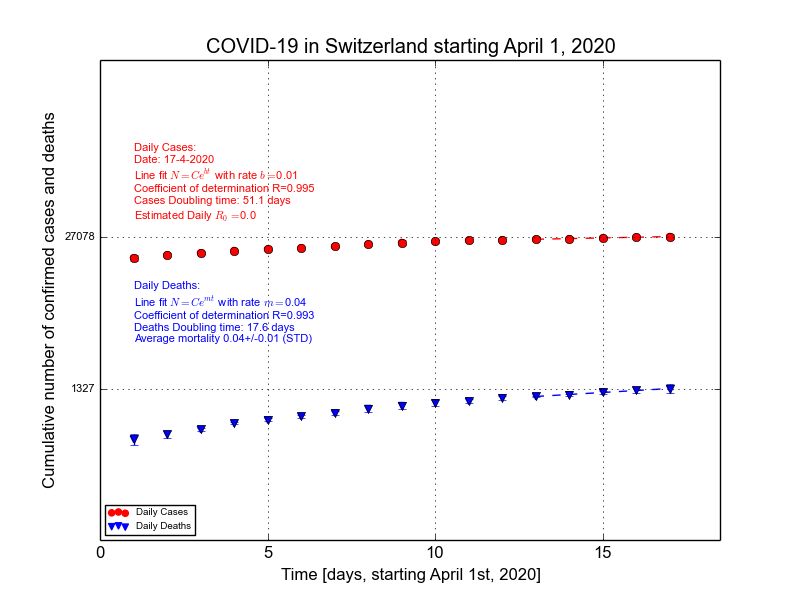 COVID-19 in Switzerland starting April 1, 2020
Cumulative number of confirmed cases and deaths
Daily Cases:
Date: 17-4-2020
Line fit N = Ce^{bt} with rate b =0.01
Coefficient of determination R=0.995
Cases Doubling time: 51.1 days
Estimated Daily R_0 =0.0
27078
Daily Deaths:
Line fit N = Ce^{mt} with rate m =0.04
Coefficient of determination R=0.993
Deaths Doubling time: 17.6 days
Average mortality 0.04+/-0.01 (STD)
1327
Daily Cases
Daily Deaths
0 5 10 15
Time [days, starting April 1st, 2020]